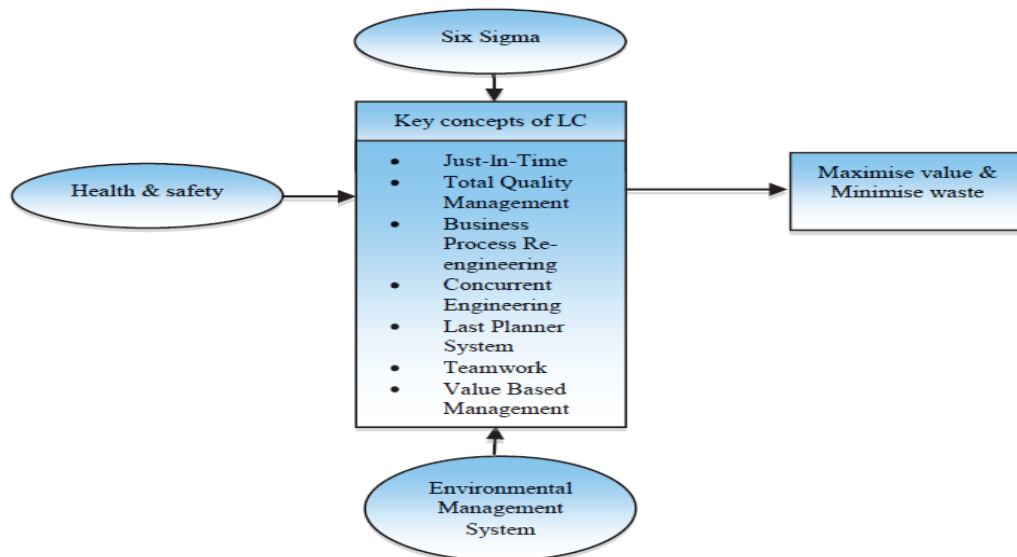 Six Sigma
Key concepts of LC
• Just-In-Time
• Total Quality
Management
• Business
Process Re-
engineering
• Concurrent
Engineering
• Last Planner
System
• Teamwork
• Value Based
Management
Health & safety
Maximise value &
Minimise waste
Environmental
Management
System